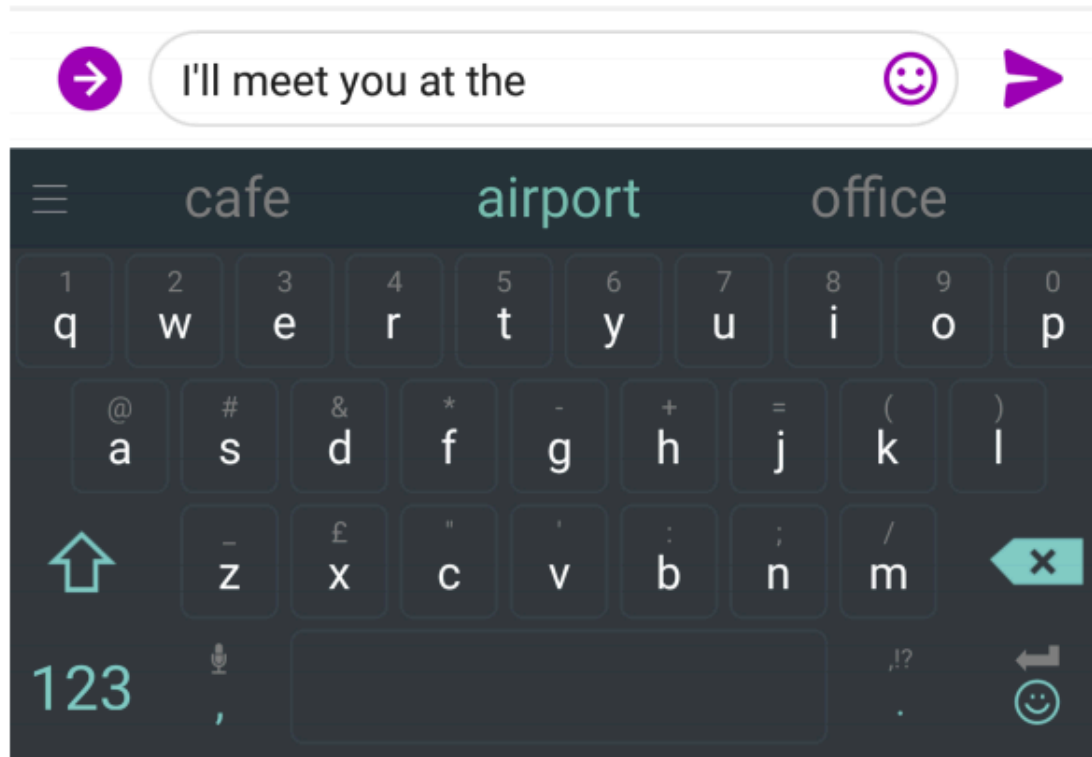 I'll meet you at the
cafe airport office
1 2 3 4 5 6 7 8 9 0
q w e r t y u i o p
@ # & * - + = ( )
a s d f g h j k l
_ £ " ' : ; /
z x c v b n m
123 , ,!? .